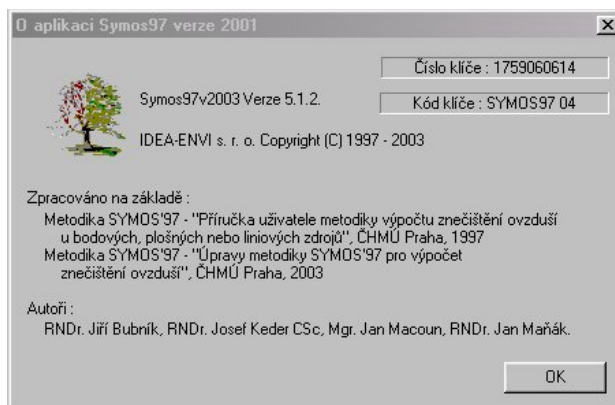 O aplikaci Symos97 verze 2001
Číslo klíče : 1759060614
Symos97v2003 Verze 5.1.2.
Kód klíče : SYMOS97 04
IDEA-ENVI s. r. o. Copyright (C) 1997 - 2003
Zpracováno na základě :
Metodika SYMOS'97 - "Příručka uživatele metodiky výpočtu znečištění ovzduší
u bodových, plošných nebo liniových zdrojů", ČHMÚ Praha, 1997
Metodika SYMOS'97 - "Úpravy metodiky SYMOS'97 pro výpočet
znečištění ovzduší", ČHMÚ Praha, 2003
Autoři :
RNDr. Jiří Bubník, RNDr. Josef Keder CSc, Mgr. Jan Macoun, RNDr. Jan Maňák.
OK